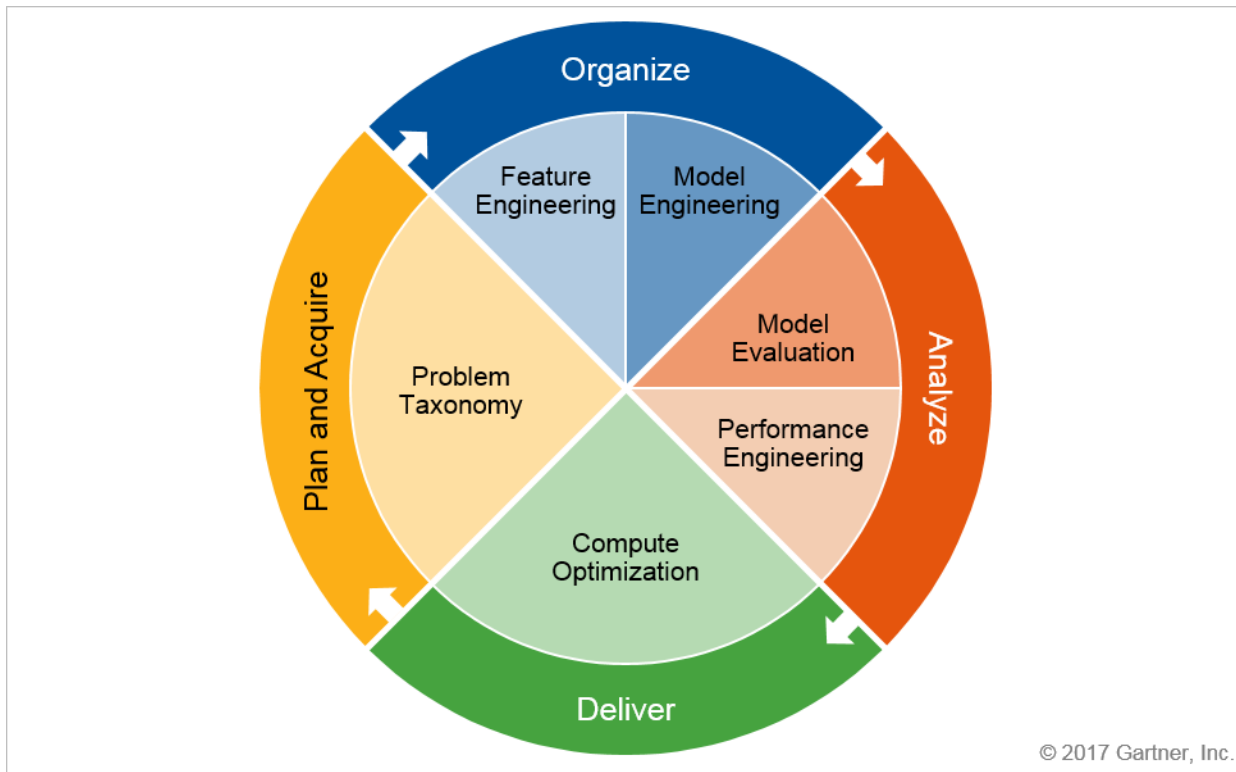 Organize
Feature
Engineering
Model
Engineering
Plan and Acquire
Problem
Taxonomy
Model
Evaluation
Performance
Engineering
Analyze
Compute
Optimization
Deliver
© 2017 Gartner, Inc.